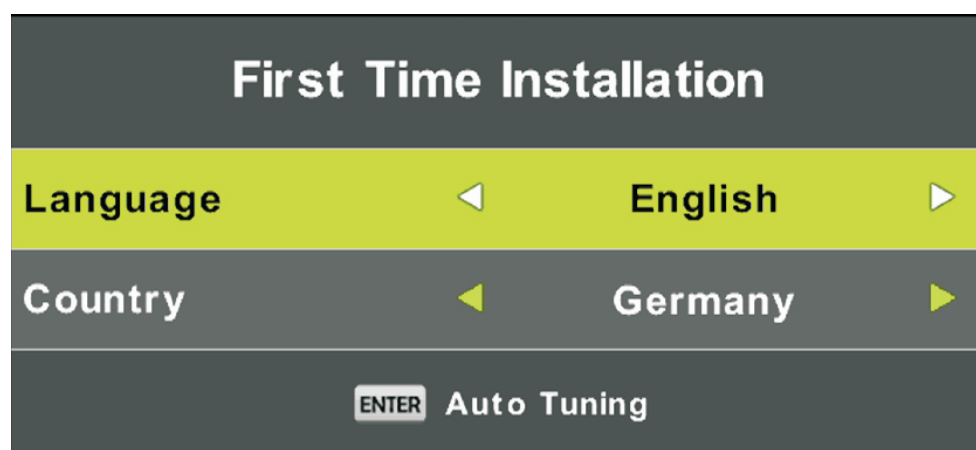 First Time Installation
Language English
Country Germany
ENTER Auto Tuning